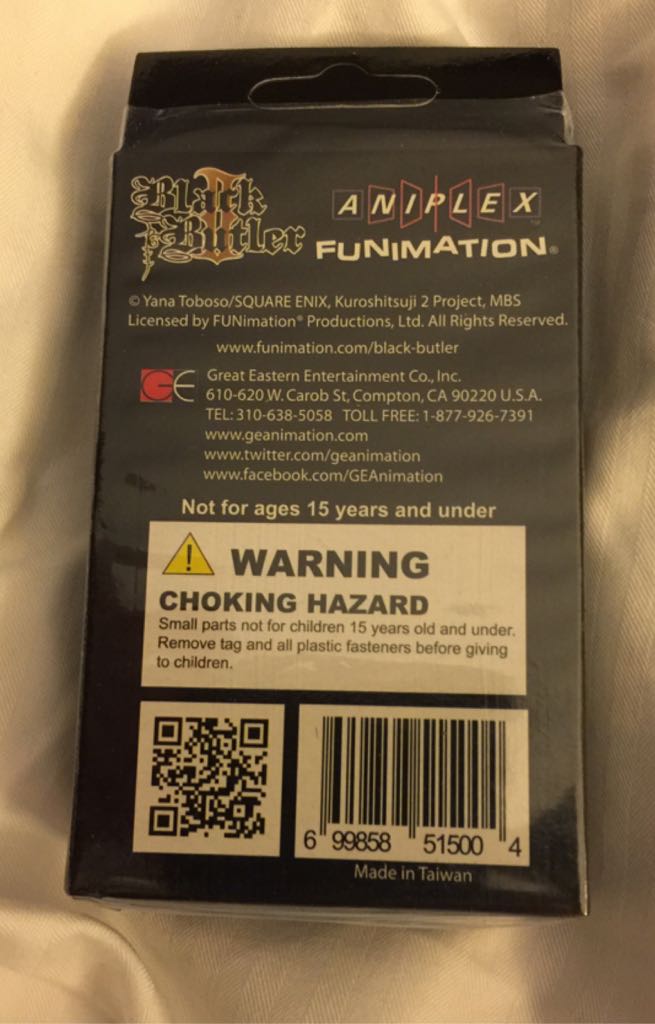 Black
Butler
II
ANIPLEX
FUNIMATION®
© Yana Toboso/SQUARE ENIX, Kuroshitsuji 2 Project, MBS
Licensed by FUNimation® Productions, Ltd. All Rights Reserved.
www.funimation.com/black-butler
GE
Great Eastern Entertainment Co., Inc.
610-620 W. Carob St, Compton, CA 90220 U.S.A.
TEL: 310-638-5058 TOLL FREE: 1-877-926-7391
www.geanimation.com
www.twitter.com/geanimation
www.facebook.com/GEAnimation
Not for ages 15 years and under
WARNING
CHOKING HAZARD
Small parts not for children 15 years old and under.
Remove tag and all plastic fasteners before giving
to children.
6 99858 51500 4
Made in Taiwan